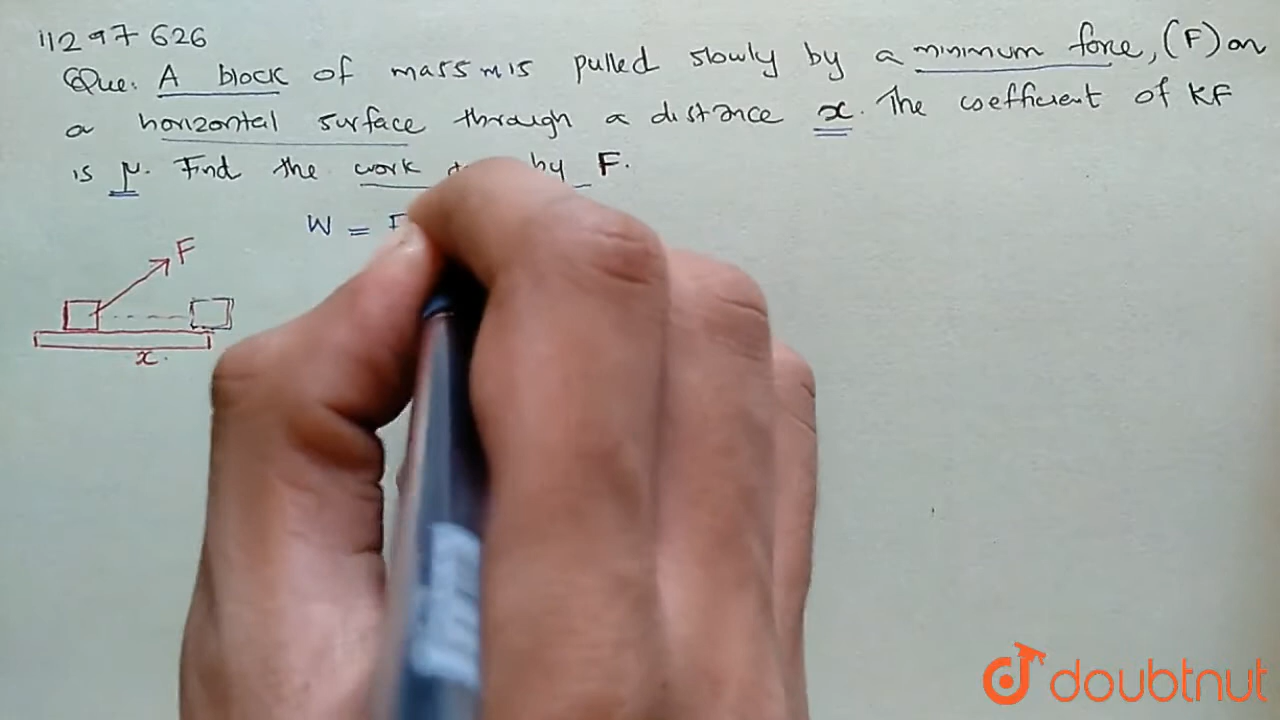 11297626
Que. A block of mass m is pulled slowly by a minimum force, (F) on
a horizontal surface through a distance x. The coefficient of KF
is μ. Find the work by F.
W =
F
x.
doubtnut